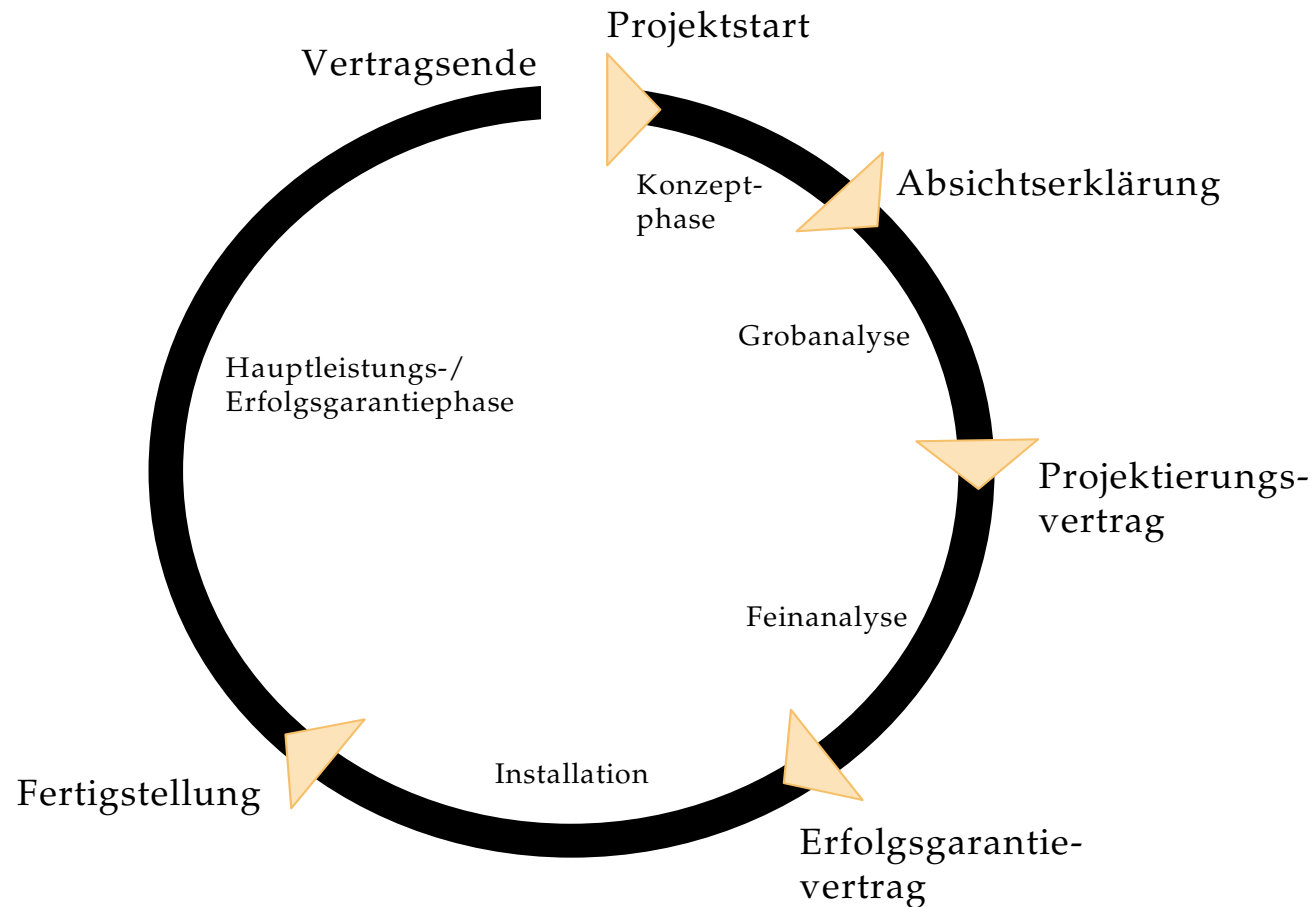 Projektstart
Vertragsende
Konzept-
phase
Absichtserklärung
Grobanalyse
Hauptleistungs-/
Erfolgsgarantiephase
Projektierungs-
vertrag
Feinanalyse
Installation
Fertigstellung
Erfolgsgarantie-
vertrag